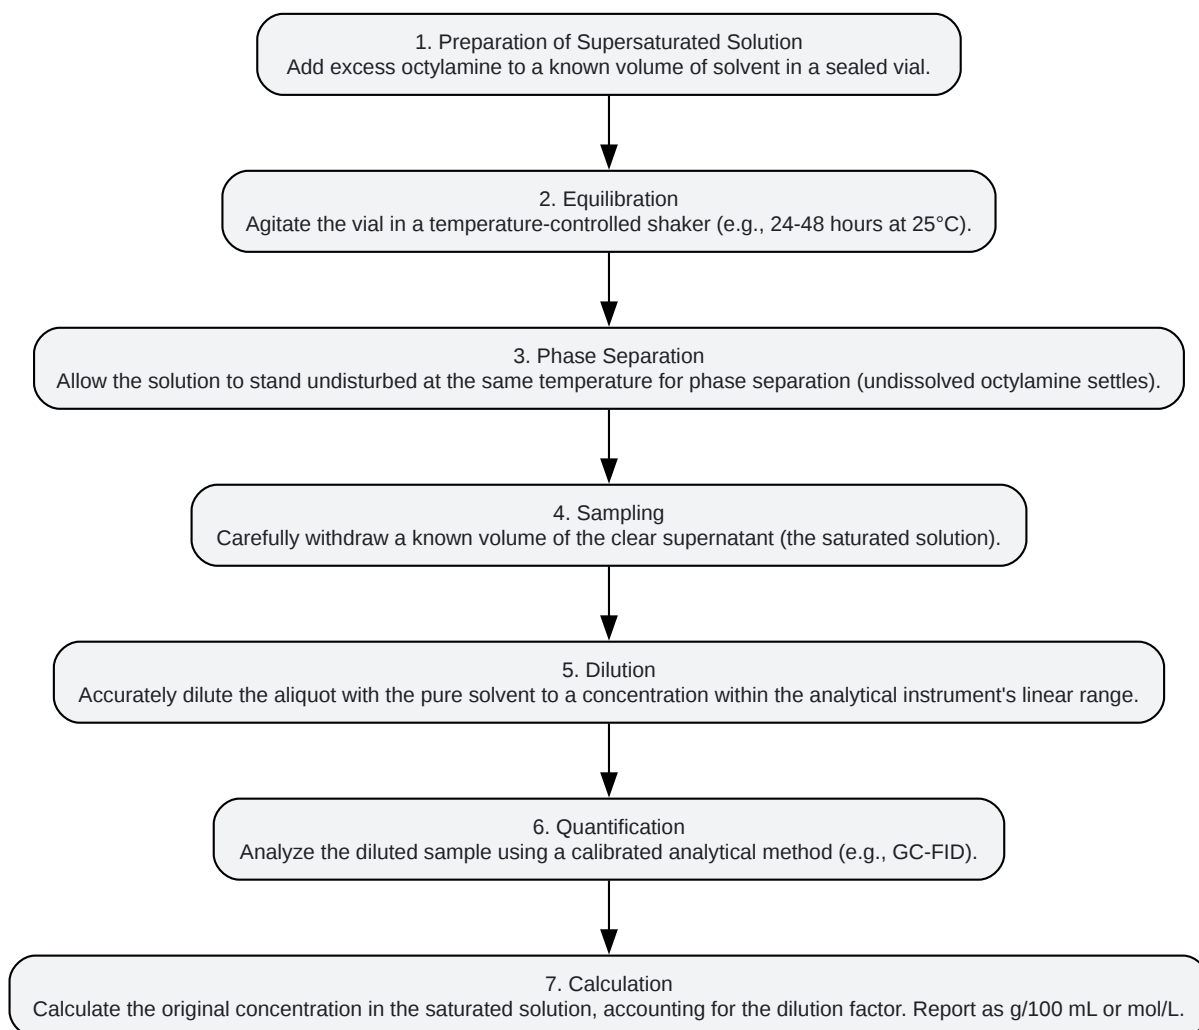 1. Preparation of Supersaturated Solution
Add excess octylamine to a known volume of solvent in a sealed vial.
2. Equilibration
Agitate the vial in a temperature-controlled shaker (e.g., 24-48 hours at 25°C).
3. Phase Separation
Allow the solution to stand undisturbed at the same temperature for phase separation (undissolved octylamine settles).
4. Sampling
Carefully withdraw a known volume of the clear supernatant (the saturated solution).
5. Dilution
Accurately dilute the aliquot with the pure solvent to a concentration within the analytical instrument's linear range.
6. Quantification
Analyze the diluted sample using a calibrated analytical method (e.g., GC-FID).
7. Calculation
Calculate the original concentration in the saturated solution, accounting for the dilution factor. Report as g/100 mL or mol/L.